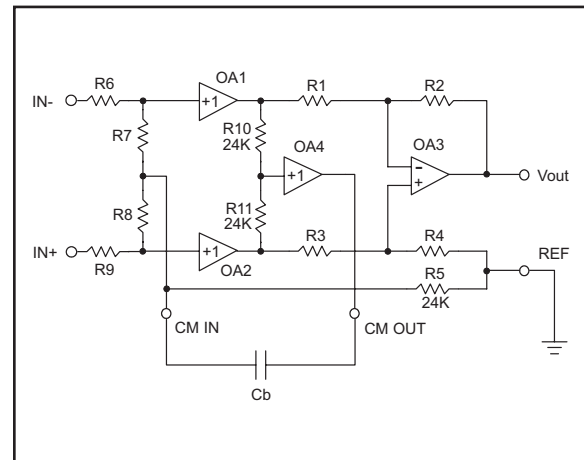 OA1
R6
R1
R2
IN-
+1
R7
R10
24K
OA4
OA3
-
+
Vout
+1
R8
R11
24K
IN+
+1
R3
R4
REF
R9
OA2
R5
24K
CM IN
CM OUT
Cb